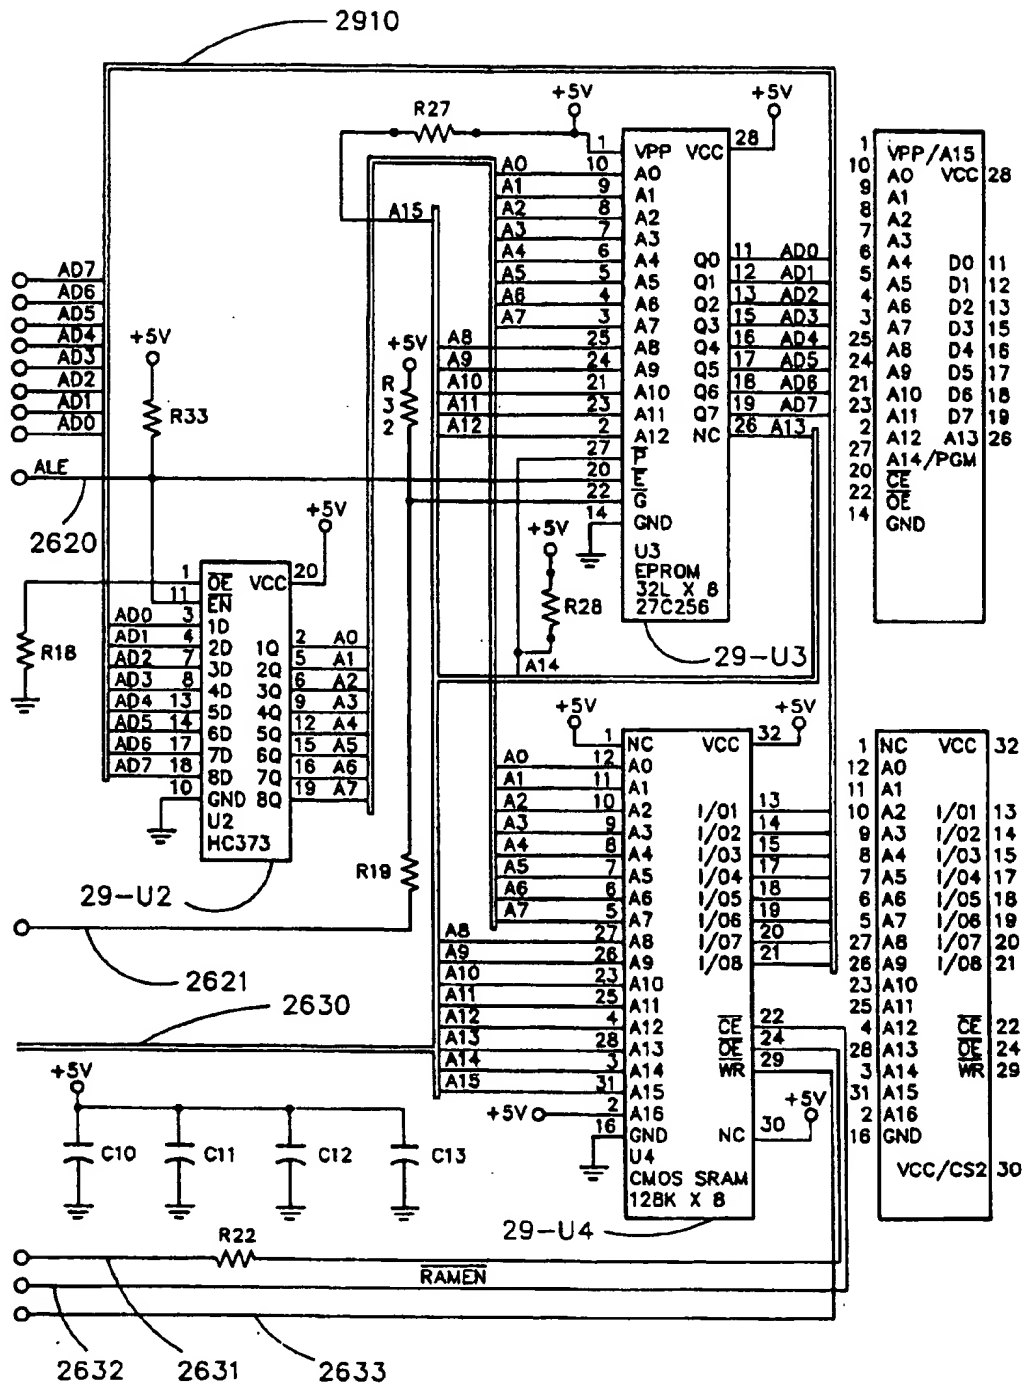 2910
+5V
+5V
R27
1 VPP VCC 28
A0 10 A0
A1 9 A1
A2 8 A2
A3 7 A3
A4 6 A4 Q0 11 AD0
A5 5 A5 Q1 12 AD1
A6 4 A6 Q2 13 AD2
A7 3 A7 Q3 15 AD3
A8 25 A8 Q4 16 AD4
A9 24 A9 Q5 17 AD5
A10 21 A10 Q6 18 AD6
A11 23 A11 Q7 19 AD7
A12 2 A12 NC 26 A13
27 P
20 E
22 G
14 GND
U3
EPROM
32L X 8
27C256
29-U3
A15
1 VPP/A15
10 A0 VCC 28
9 A1
8 A2
7 A3
6 A4 D0 11
5 A5 D1 12
4 A6 D2 13
3 A7 D3 15
25 A8 D4 16
24 A9 D5 17
21 A10 D6 18
23 A11 D7 19
2 A12 A13 26
27 A14/PGM
20 CE
22 OE
14 GND
AD7
AD6
AD5
AD4
AD3
AD2
AD1
AD0
+5V
R33
+5V
R
3
2
ALE
2620
+5V
R28
A14
R18
+5V
1 OE VCC 20
11 EN
AD0 3 1D
AD1 4 2D 1Q 2 A0
AD2 7 3D 2Q 5 A1
AD3 8 4D 3Q 6 A2
AD4 13 5D 4Q 9 A3
AD5 14 6D 5Q 12 A4
AD6 17 7D 6Q 15 A5
AD7 18 8D 7Q 16 A6
10 GND 8Q 19 A7
U2
HC373
29-U2
R19
2621
2630
+5V
+5V
1 NC VCC 32
A0 12 A0
A1 11 A1
A2 10 A2 I/O1 13
A3 9 A3 I/O2 14
A4 8 A4 I/O3 15
A5 7 A5 I/O4 17
A6 6 A6 I/O5 18
A7 5 A7 I/O6 19
A8 27 A8 I/O7 20
A9 26 A9 I/O8 21
A10 23 A10
A11 25 A11
A12 4 A12 CE 22
A13 28 A13 OE 24
A14 3 A14 WR 29
A15 31 A15
+5V 2 A16 +5V
16 GND NC 30
U4
CMOS SRAM
128K X 8
29-U4
1 NC VCC 32
12 A0
11 A1
10 A2 I/O1 13
9 A3 I/O2 14
8 A4 I/O3 15
7 A5 I/O4 17
6 A6 I/O5 18
5 A7 I/O6 19
27 A8 I/O7 20
26 A9 I/O8 21
23 A10
25 A11
4 A12 CE 22
28 A13 OE 24
3 A14 WR 29
31 A15
2 A16
16 GND
VCC/CS2 30
+5V
C10 C11 C12 C13
R22
RAMEN
2632 2631 2633